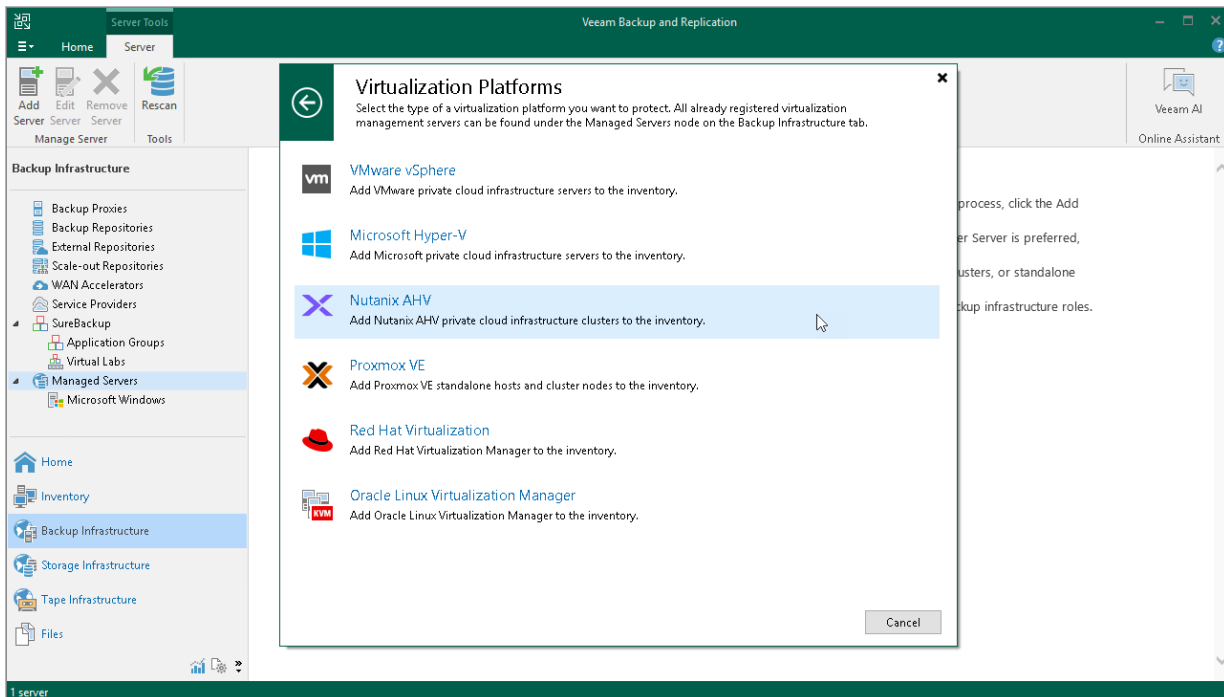 Server Tools
Veeam Backup and Replication
Home
Server
Add Server
Edit Server
Remove Server
Rescan
Manage Server
Tools
Veeam AI
Online Assistant
Backup Infrastructure
Backup Proxies
Backup Repositories
External Repositories
Scale-out Repositories
WAN Accelerators
Service Providers
SureBackup
Application Groups
Virtual Labs
Managed Servers
Microsoft Windows
Home
Inventory
Backup Infrastructure
Storage Infrastructure
Tape Infrastructure
Files
1 server
Virtualization Platforms
Select the type of a virtualization platform you want to protect. All already registered virtualization
management servers can be found under the Managed Servers node on the Backup Infrastructure tab.
vm
VMware vSphere
Add VMware private cloud infrastructure servers to the inventory.
Microsoft Hyper-V
Add Microsoft private cloud infrastructure servers to the inventory.
Nutanix AHV
Add Nutanix AHV private cloud infrastructure clusters to the inventory.
Proxmox VE
Add Proxmox VE standalone hosts and cluster nodes to the inventory.
Red Hat Virtualization
Add Red Hat Virtualization Manager to the inventory.
KVM
Oracle Linux Virtualization Manager
Add Oracle Linux Virtualization Manager to the inventory.
Cancel
process, click the Add
er Server is preferred,
usters, or standalone
kup infrastructure roles.